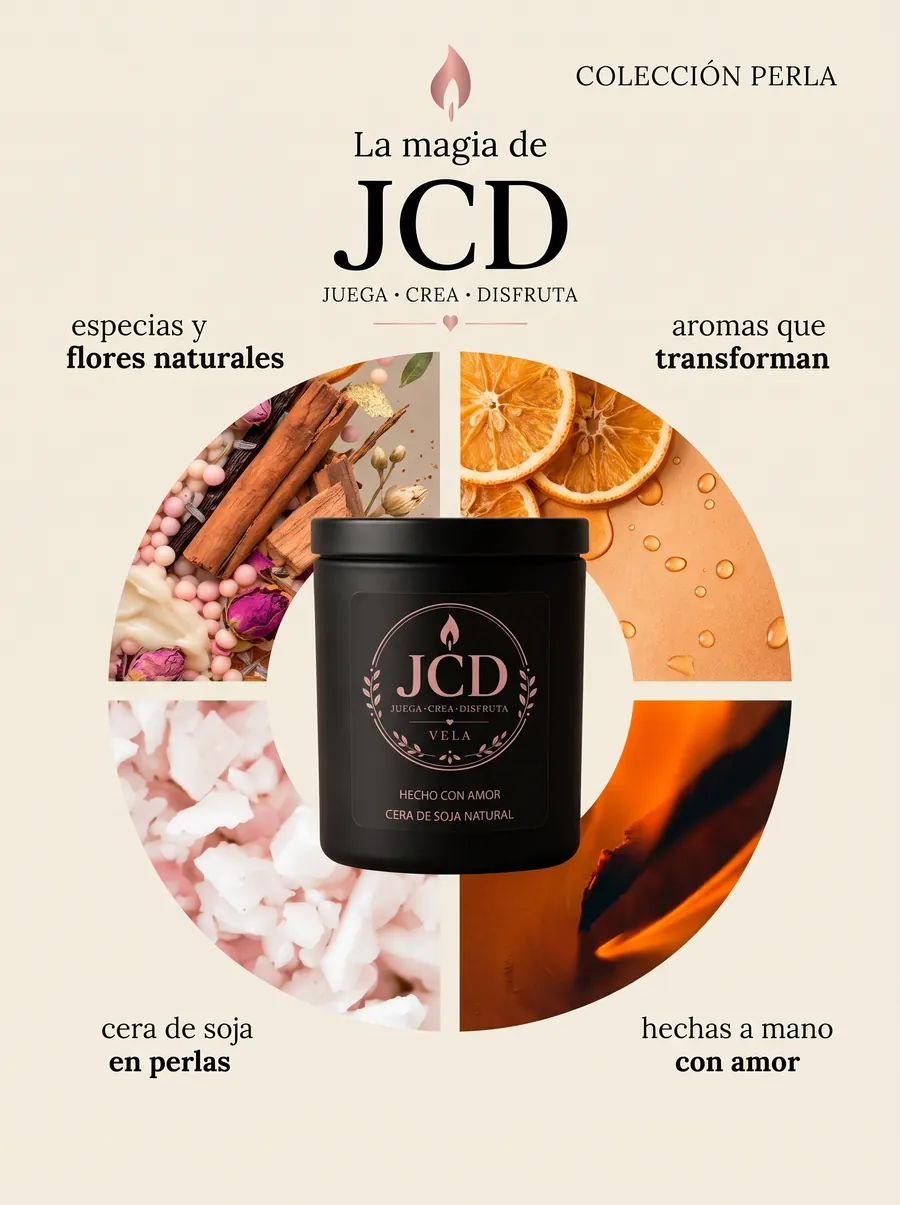 COLECCIÓN PERLA
La magia de
JCD
JUEGA • CREA • DISFRUTA
especias y
flores naturales
aromas que
transforman
JCD
JUEGA • CREA • DISFRUTA
VELA
HECHO CON AMOR
CERA DE SOJA NATURAL
cera de soja
en perlas
hechas a mano
con amor